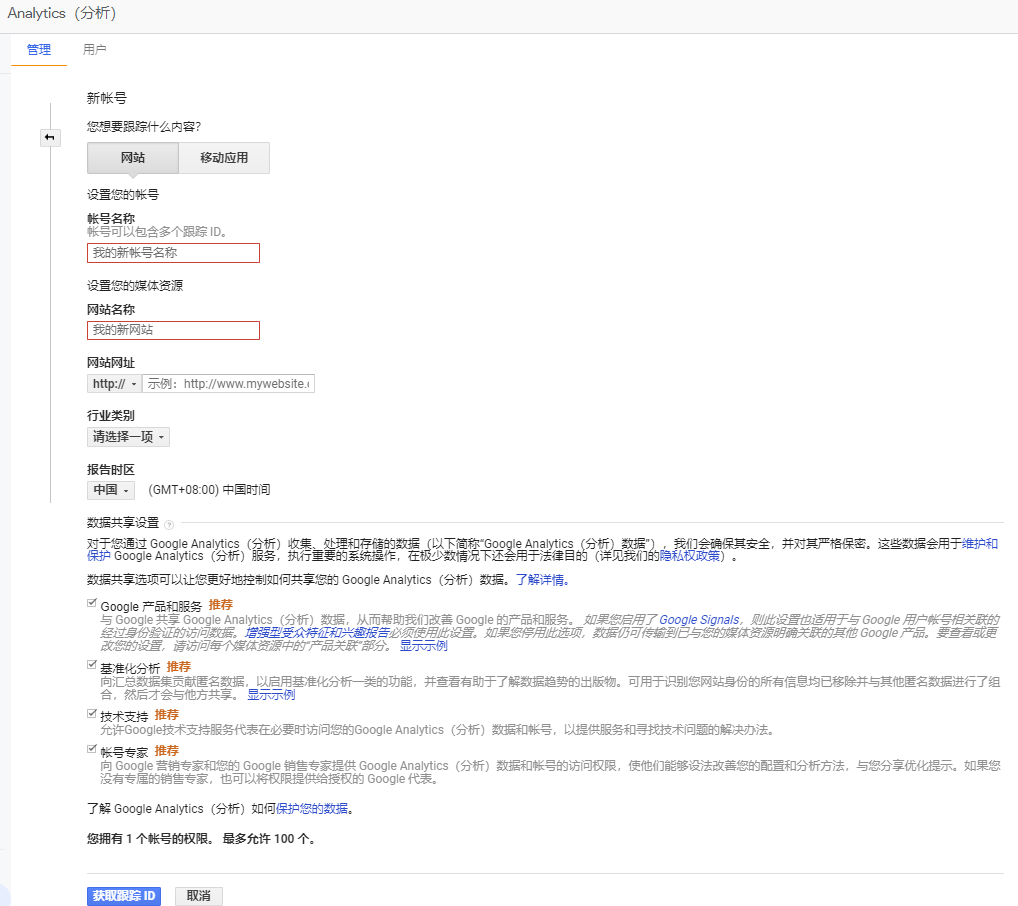 Analytics（分析）
管理 用户
新帐号
您想要跟踪什么内容?
网站 移动应用
设置您的帐号
帐号名称
帐号可以包含多个跟踪 ID。
我的新帐号名称
设置您的媒体资源
网站名称
我的新网站
网站网址
http:// 示例：http://www.mywebsite.
行业类别
请选择一项
报告时区
中国 (GMT+08:00) 中国时间
数据共享设置 ?
对于您通过 Google Analytics（分析）收集、处理和存储的数据（以下简称“Google Analytics（分析）数据”），我们会确保其安全，并对其严格保密。这些数据会用于维护和
保护 Google Analytics（分析）服务，执行重要的系统操作，在极少数情况下还会用于法律目的（详见我们的隐私权政策）。
数据共享选项可以让您更好地控制如何共享您的 Google Analytics（分析）数据。了解详情。
Google 产品和服务 推荐
与 Google 共享 Google Analytics（分析）数据，从而帮助我们改善 Google 的产品和服务。如果您启用了 Google Signals，则此设置也适用于与 Google 用户帐号相关联的
经过身份验证的访问数据。增强型受众特征和兴趣报告必须使用此设置。如果您停用此选项，数据仍可传输到已与您的媒体资源明确关联的其他 Google 产品。要查看或更
改您的设置，请访问每个媒体资源中的“产品关联”部分。 显示示例
基准化分析 推荐
向汇总数据集贡献匿名数据，以启用基准化分析一类的功能，并查看有助于了解数据趋势的出版物。可用于识别您网站身份的所有信息均已移除并与其他匿名数据进行了组
合，然后才会与他方共享。 显示示例
技术支持 推荐
允许Google技术支持服务代表在必要时访问您的Google Analytics（分析）数据和帐号，以提供服务和寻找技术问题的解决办法。
帐号专家 推荐
向 Google 营销专家和您的 Google 销售专家提供 Google Analytics（分析）数据和帐号的访问权限，使他们能够设法改善您的配置和分析方法，与您分享优化提示。如果您
没有专属的销售专家，也可以将权限提供给授权的 Google 代表。
了解 Google Analytics（分析）如何保护您的数据。
您拥有 1 个帐号的权限。 最多允许 100 个。
获取跟踪 ID 取消